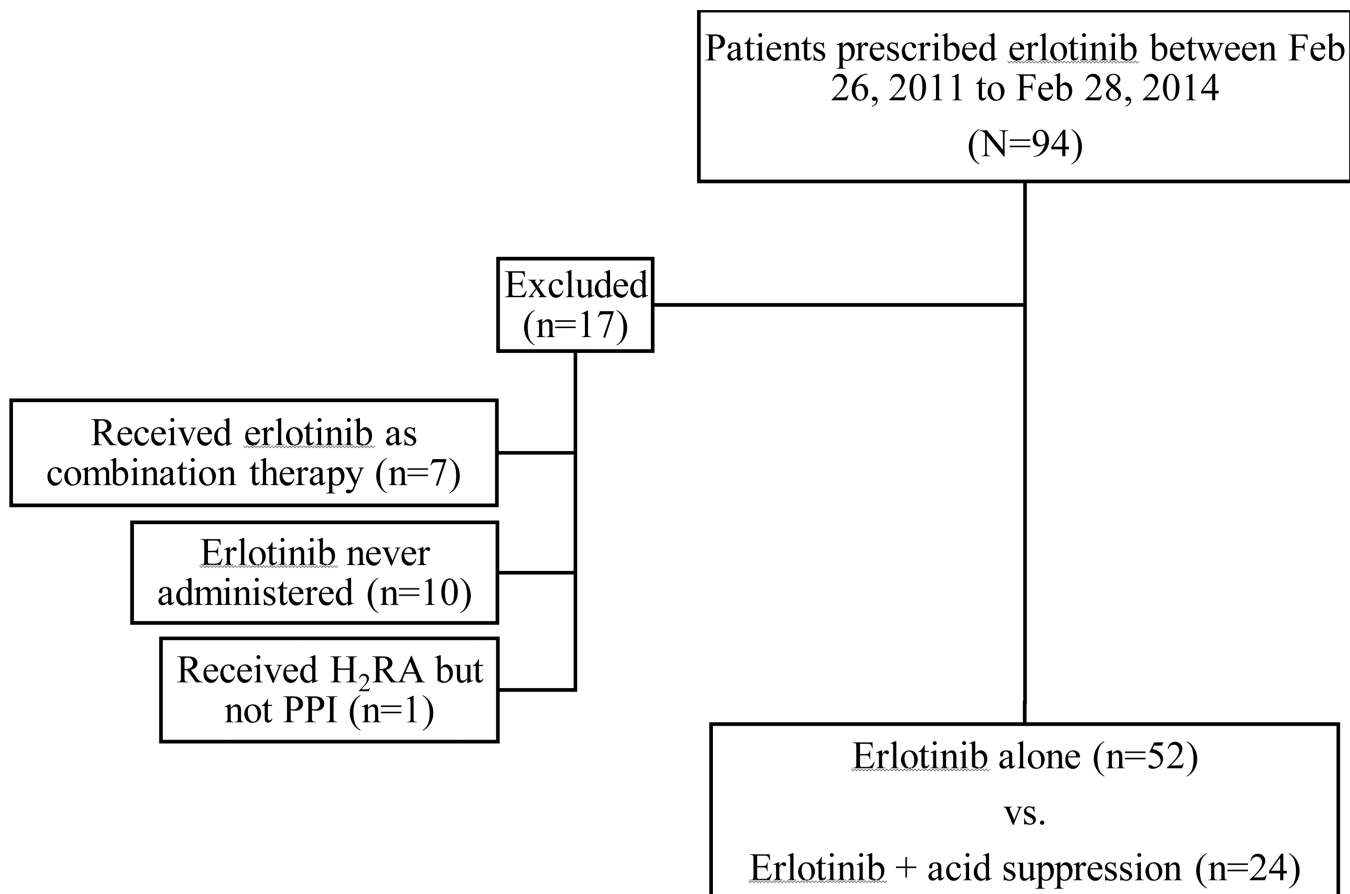 Patients prescribed erlotinib between Feb
26, 2011 to Feb 28, 2014
(N=94)
Excluded
(n=17)
Received erlotinib as
combination therapy (n=7)
Erlotinib never
administered (n=10)
Received H₂RA but
not PPI (n=1)
Erlotinib alone (n=52)
vs.
Erlotinib + acid suppression (n=24)